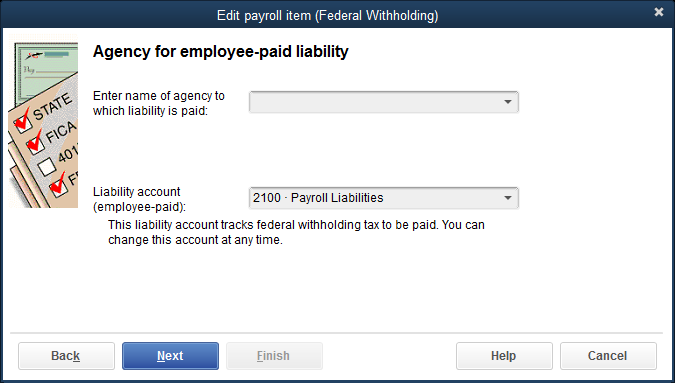 Edit payroll item (Federal Withholding)
Agency for employee-paid liability
Enter name of agency to
which liability is paid:
STATE
FICA
401
Liability account
(employee-paid):
2100 · Payroll Liabilities
This liability account tracks federal withholding tax to be paid. You can
change this account at any time.
Back
Next
Finish
Help
Cancel